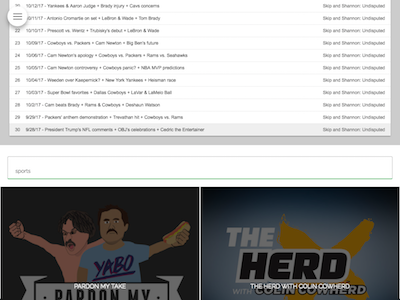 10/12/17 - Yankees & Aaron Judge + Brady injury + Cavs concerns Skip and Shannon: Undisputed
21 10/11/17 - Antonio Cromartie on set + LeBron & Wade + Tom Brady Skip and Shannon: Undisputed
22 10/10/17 - Prescott vs. Wentz + Trubisky's debut + LeBron & Wade Skip and Shannon: Undisputed
23 10/09/17 - Cowboys vs. Packers + Cam Newton + Big Ben's future Skip and Shannon: Undisputed
24 10/06/17 - Cam Newton's apology + Cowboys vs. Packers + Rams vs. Seahawks Skip and Shannon: Undisputed
25 10/05/17 - Cam Newton controversy + Cowboys panic? + NBA MVP predictions Skip and Shannon: Undisputed
26 10/04/17 - Weeden over Kaepernick? + New York Yankees + Heisman race Skip and Shannon: Undisputed
27 10/03/17 - Super Bowl favorites + Dallas Cowboys + LaVar & LaMelo Ball Skip and Shannon: Undisputed
28 10/2/17 - Cam beats Brady + Rams & Cowboys + Deshaun Watson Skip and Shannon: Undisputed
29 9/29/17 - Packers' anthem demonstration + Trevathan hit + Cowboys vs. Rams Skip and Shannon: Undisputed
30 9/28/17 - President Trump's NFL comments + OBJ's celebrations + Cedric the Entertainer Skip and Shannon: Undisputed
sports
YABO
PARDON MY TAKE
PARDON MY
THE
HERD
WITH COLIN COWHERD
THE HERD WITH COLIN COWHERD